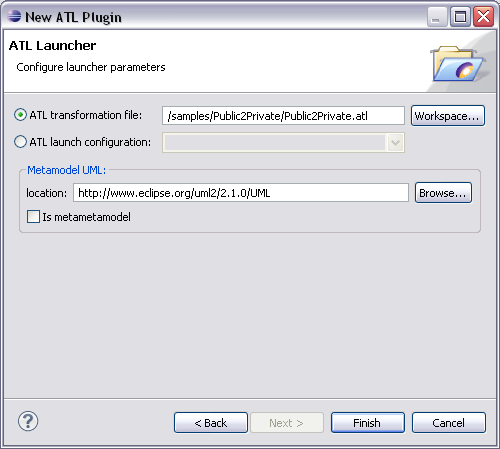 New ATL Plugin
ATL Launcher
Configure launcher parameters
ATL transformation file: /samples/Public2Private/Public2Private.atl Workspace...
ATL launch configuration:
Metamodel UML:
location: http://www.eclipse.org/uml2/2.1.0/UML Browse...
Is metametamodel
? < Back Next > Finish Cancel